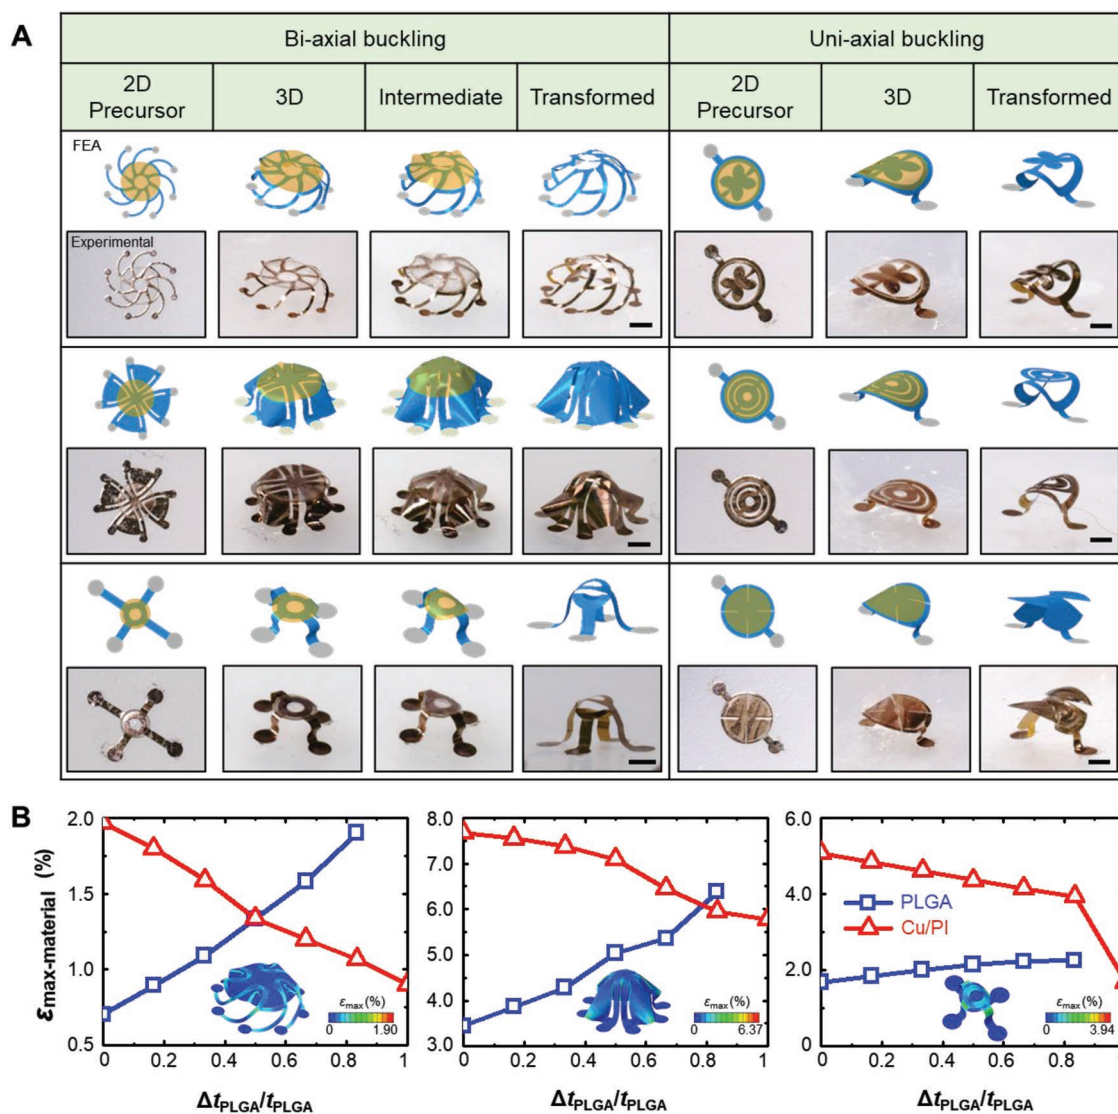 A
Bi-axial buckling
Uni-axial buckling
2D
Precursor
3D
Intermediate
Transformed
2D
Precursor
3D
Transformed
FEA
Experimental
B
εmax-material (%)
2.0
1.5
1.0
0.5
0 0.2 0.4 0.6 0.8 1
εmax (%)
0 1.90
ΔtPLGA/tPLGA
8.0
7.0
6.0
5.0
4.0
3.0
0 0.2 0.4 0.6 0.8 1
εmax (%)
0 6.37
ΔtPLGA/tPLGA
6.0
4.0
2.0
0
0 0.2 0.4 0.6 0.8
PLGA
Cu/PI
εmax (%)
0 3.94
ΔtPLGA/tPLGA